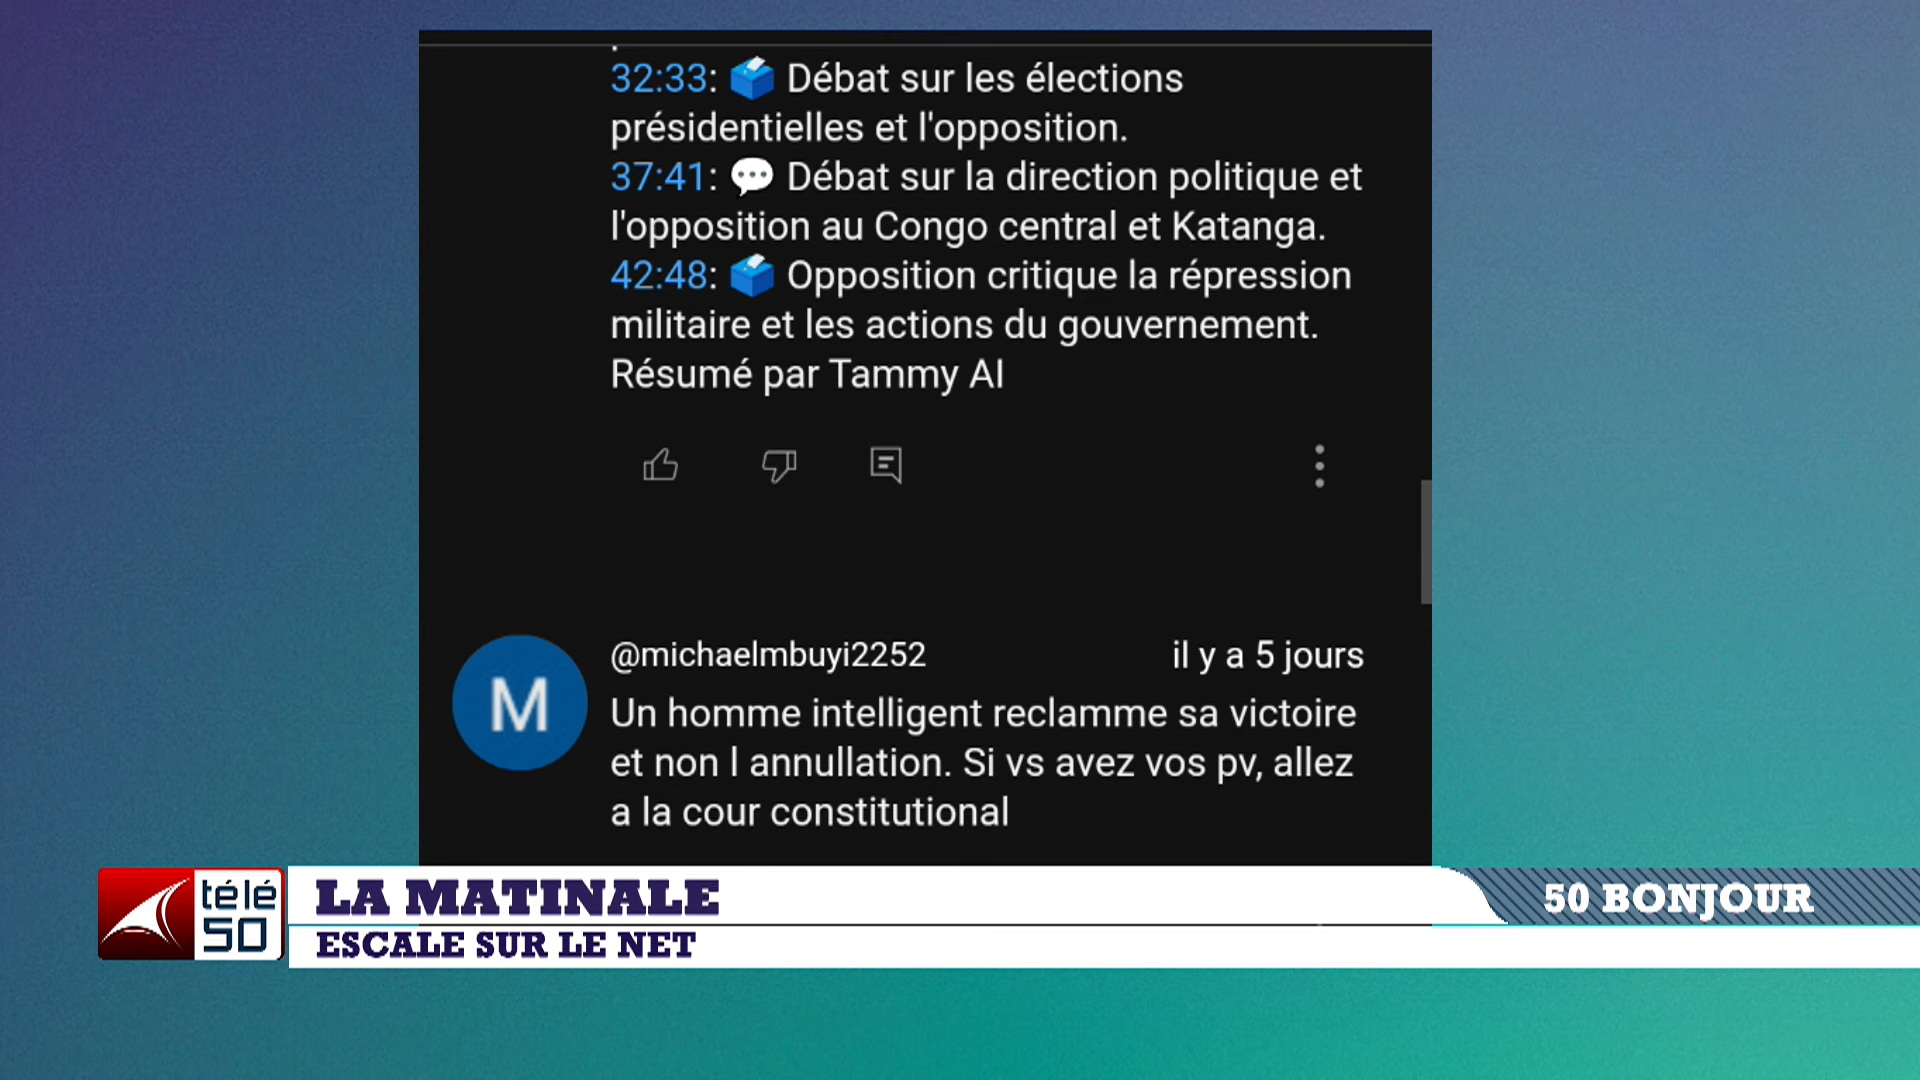 32:33: 🗳️ Débat sur les élections
présidentielles et l'opposition.
37:41: 💬 Débat sur la direction politique et
l'opposition au Congo central et Katanga.
42:48: 🗳️ Opposition critique la répression
militaire et les actions du gouvernement.
Résumé par Tammy AI
M
@michaelmbuyi2252 il y a 5 jours
Un homme intelligent reclamme sa victoire
et non l annullation. Si vs avez vos pv, allez
a la cour constitutional
télé
50
LA MATINALE
ESCALE SUR LE NET
50 BONJOUR